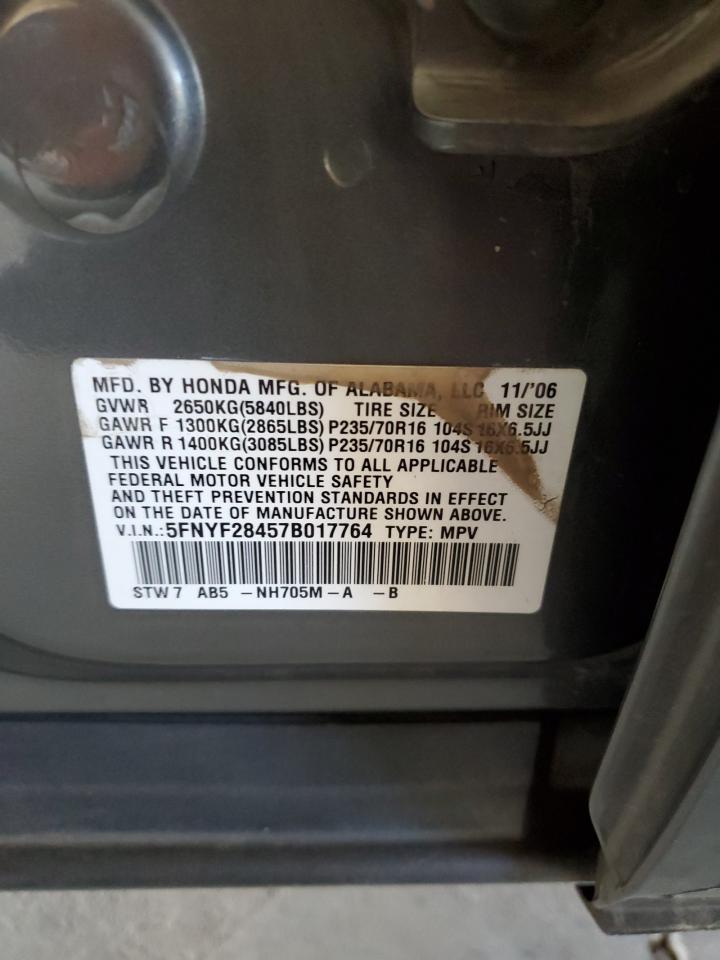 MFD. BY HONDA MFG. OF ALABAMA, LLC 11/'06
GVWR 2650KG(5840LBS) TIRE SIZE RIM SIZE
GAWR F 1300KG(2865LBS) P235/70R16 104S 16X6.5JJ
GAWR R 1400KG(3085LBS) P235/70R16 104S 16X6.5JJ
THIS VEHICLE CONFORMS TO ALL APPLICABLE
FEDERAL MOTOR VEHICLE SAFETY
AND THEFT PREVENTION STANDARDS IN EFFECT
ON THE DATE OF MANUFACTURE SHOWN ABOVE.
V.I.N.:5FNYF28457B017764 TYPE: MPV
STW 7 AB5 -NH705M-A -B